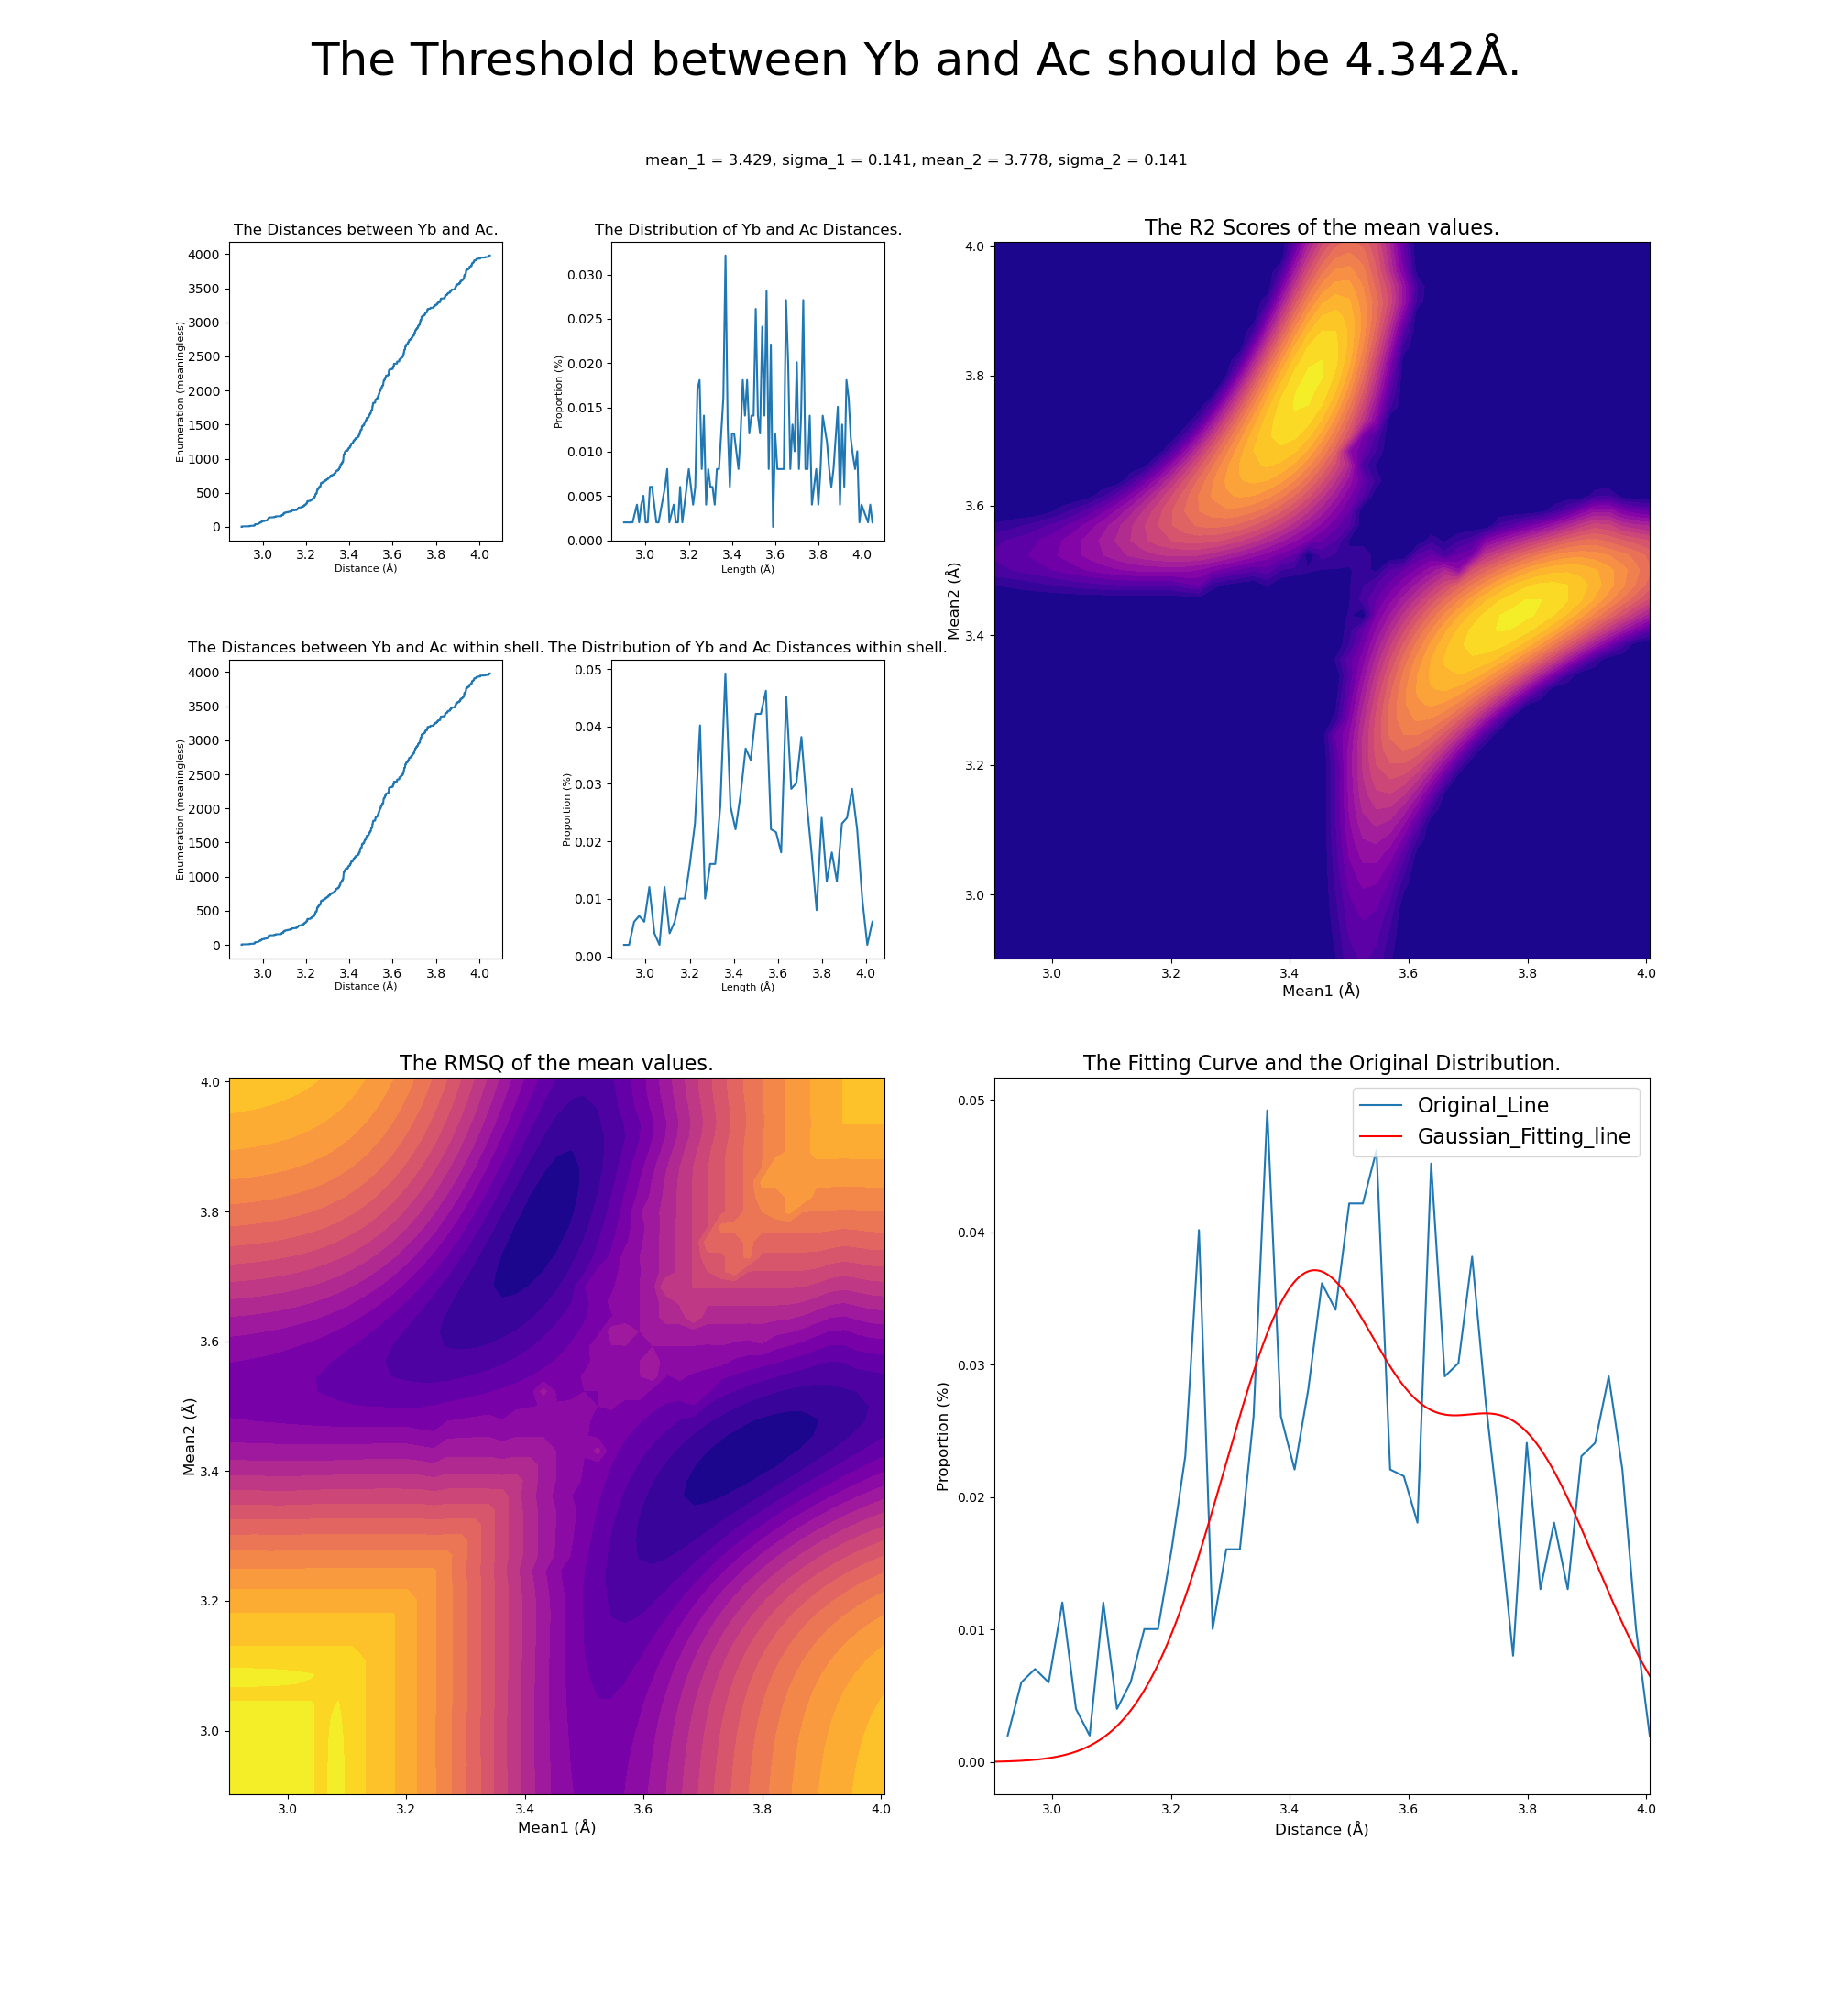 The Threshold between Yb and Ac should be 4.342Å.
mean_1 = 3.429, sigma_1 = 0.141, mean_2 = 3.778, sigma_2 = 0.141
The Distances between Yb and Ac.
4000
3500
3000
2500
2000
1500
1000
500
0
Enumeration (meaningless)
3.0 3.2 3.4 3.6 3.8 4.0
Distance (Å)
The Distribution of Yb and Ac Distances.
0.030
0.025
0.020
0.015
0.010
0.005
0.000
Proportion (%)
3.0 3.2 3.4 3.6 3.8 4.0
Length (Å)
The R2 Scores of the mean values.
4.0
3.8
3.6
3.4
3.2
3.0
Mean2 (Å)
3.0 3.2 3.4 3.6 3.8 4.0
Mean1 (Å)
The Distances between Yb and Ac within shell.
4000
3500
3000
2500
2000
1500
1000
500
0
Enumeration (meaningless)
3.0 3.2 3.4 3.6 3.8 4.0
Distance (Å)
The Distribution of Yb and Ac Distances within shell.
0.05
0.04
0.03
0.02
0.01
0.00
Proportion (%)
3.0 3.2 3.4 3.6 3.8 4.0
Length (Å)
The RMSQ of the mean values.
4.0
3.8
3.6
3.4
3.2
3.0
Mean2 (Å)
3.0 3.2 3.4 3.6 3.8 4.0
Mean1 (Å)
The Fitting Curve and the Original Distribution.
Original_Line
Gaussian_Fitting_line
0.05
0.04
0.03
0.02
0.01
0.00
Proportion (%)
3.0 3.2 3.4 3.6 3.8 4.0
Distance (Å)